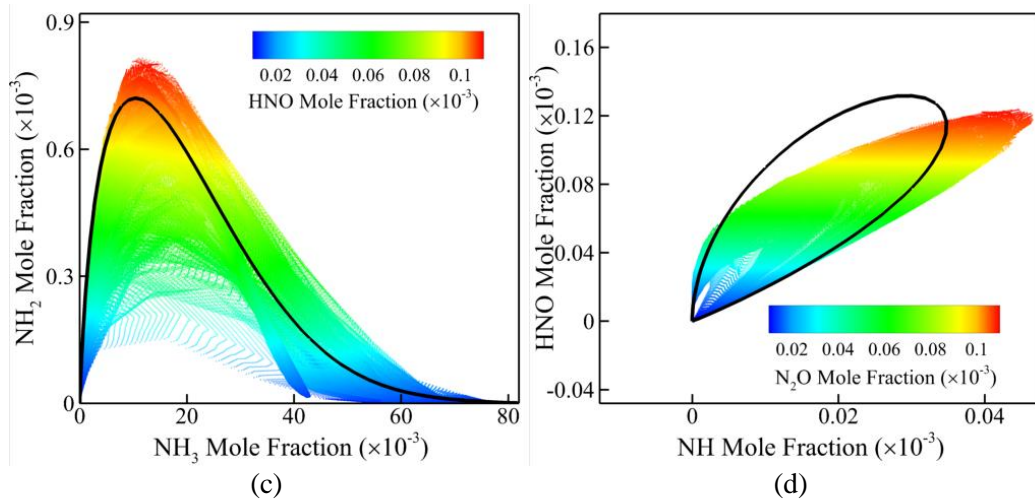 0.9
0.6
0.3
0
NH₂ Mole Fraction (×10⁻³)
0.02 0.04 0.06 0.08 0.1
HNO Mole Fraction (×10⁻³)
0 20 40 60 80
NH₃ Mole Fraction (×10⁻³)
(c)
0.16
0.12
0.08
0.04
0
-0.04
HNO Mole Fraction (×10⁻³)
0.02 0.04 0.06 0.08 0.1
N₂O Mole Fraction (×10⁻³)
0 0.02 0.04
NH Mole Fraction (×10⁻³)
(d)